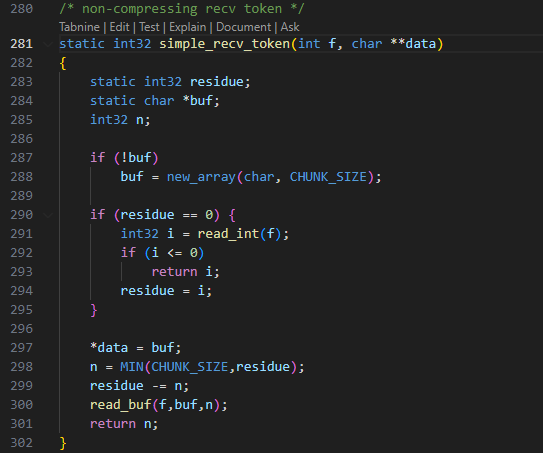 280 /* non-compressing recv token */
Tabnine | Edit | Test | Explain | Document | Ask
281 static int32 simple_recv_token(int f, char **data)
282 {
283     static int32 residue;
284     static char *buf;
285     int32 n;
286
287     if (!buf)
288         buf = new_array(char, CHUNK_SIZE);
289
290     if (residue == 0) {
291         int32 i = read_int(f);
292         if (i <= 0)
293             return i;
294         residue = i;
295     }
296
297     *data = buf;
298     n = MIN(CHUNK_SIZE,residue);
299     residue -= n;
300     read_buf(f,buf,n);
301     return n;
302 }